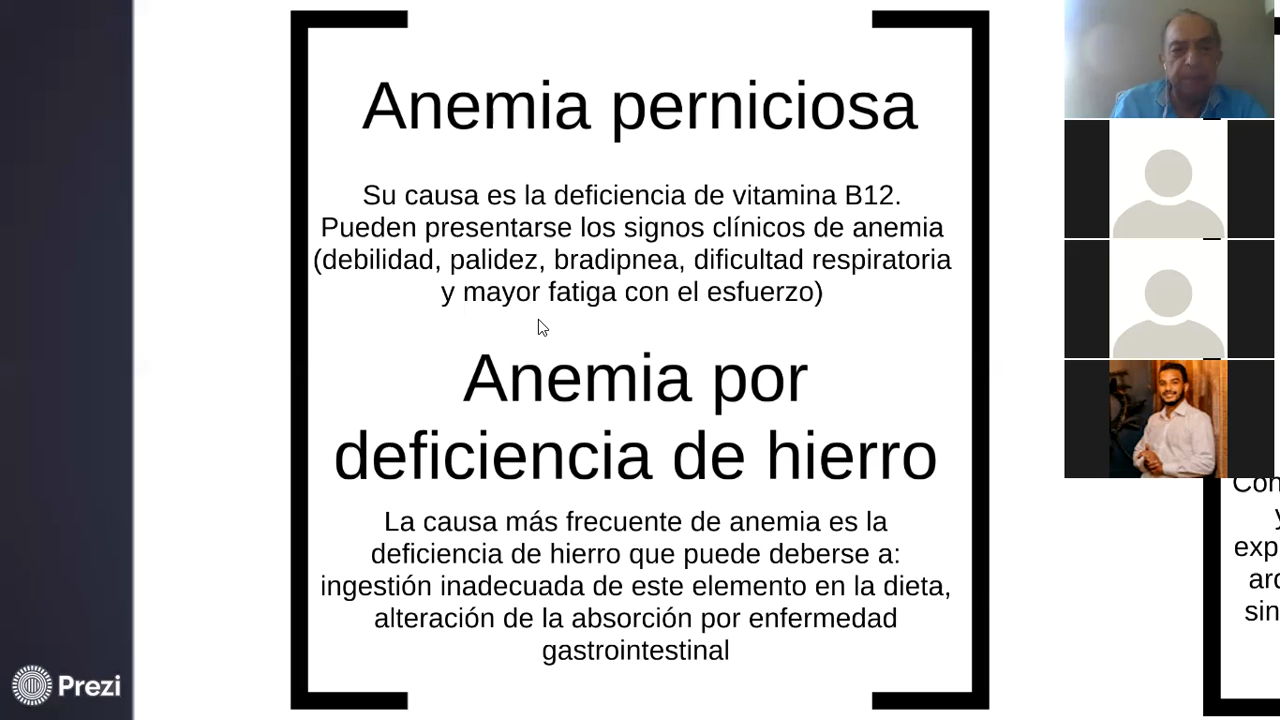 Anemia perniciosa
Su causa es la deficiencia de vitamina B12.
Pueden presentarse los signos clínicos de anemia
(debilidad, palidez, bradipnea, dificultad respiratoria
y mayor fatiga con el esfuerzo)
Anemia por
deficiencia de hierro
La causa más frecuente de anemia es la
deficiencia de hierro que puede deberse a:
ingestión inadecuada de este elemento en la dieta,
alteración de la absorción por enfermedad
gastrointestinal
Prezi